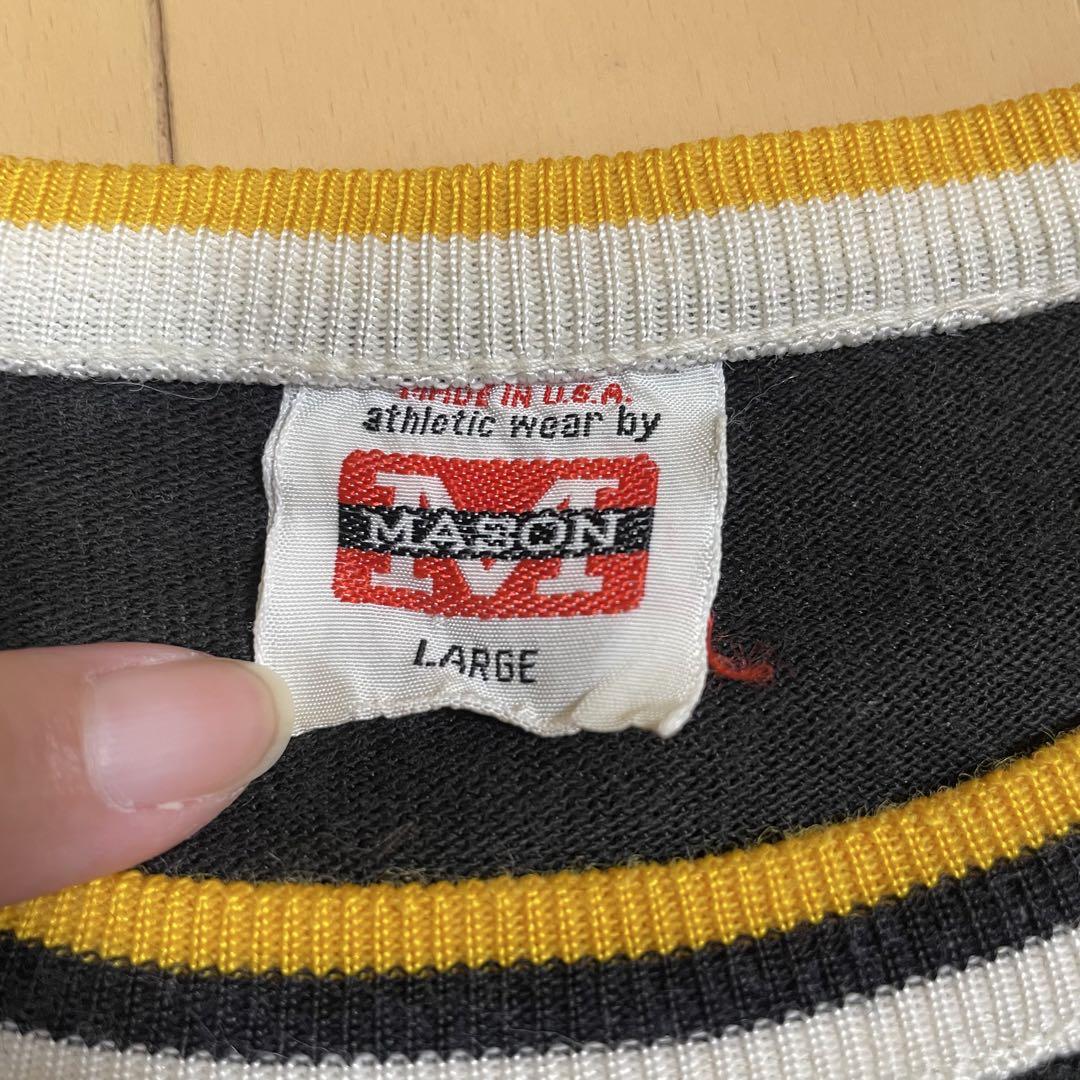 MADE IN U.S.A.
athletic wear by
M
MASON
LARGE